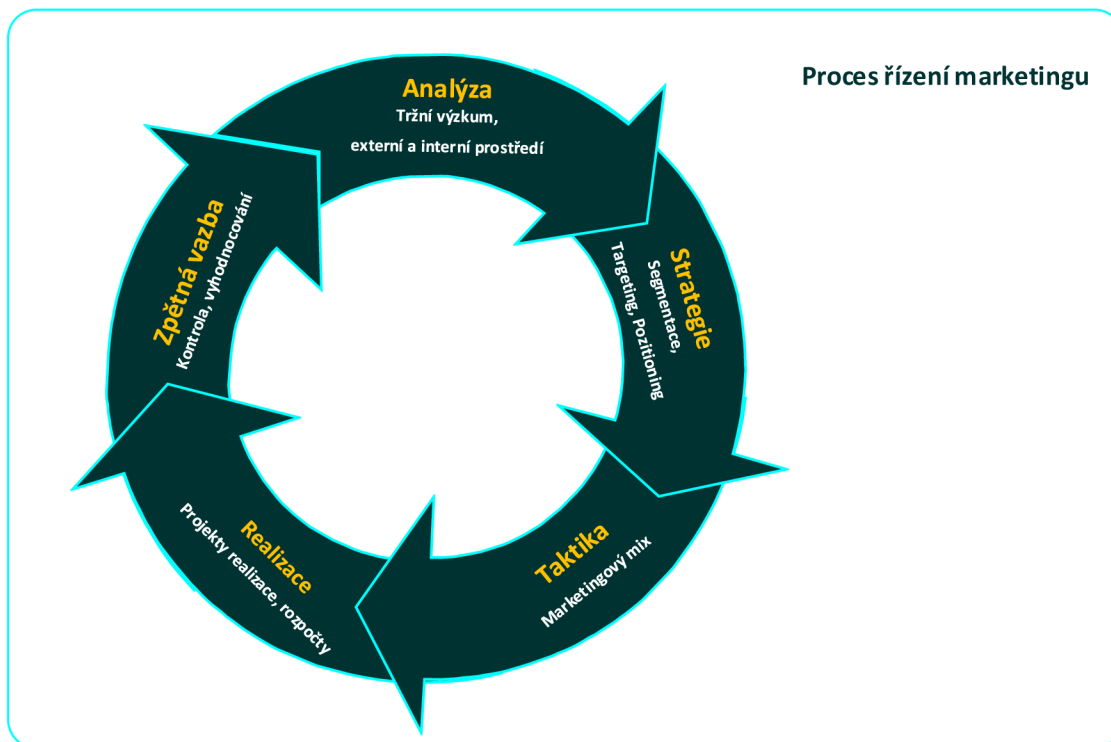 Proces řízení marketingu
Analýza
Tržní výzkum,
externí a interní prostředí
Strategie
Segmentace,
Targeting, Pozitioning
Taktika
Marketingový mix
Realizace
Projekty realizace, rozpočty
Zpětná vazba
Kontrola, vyhodnocování